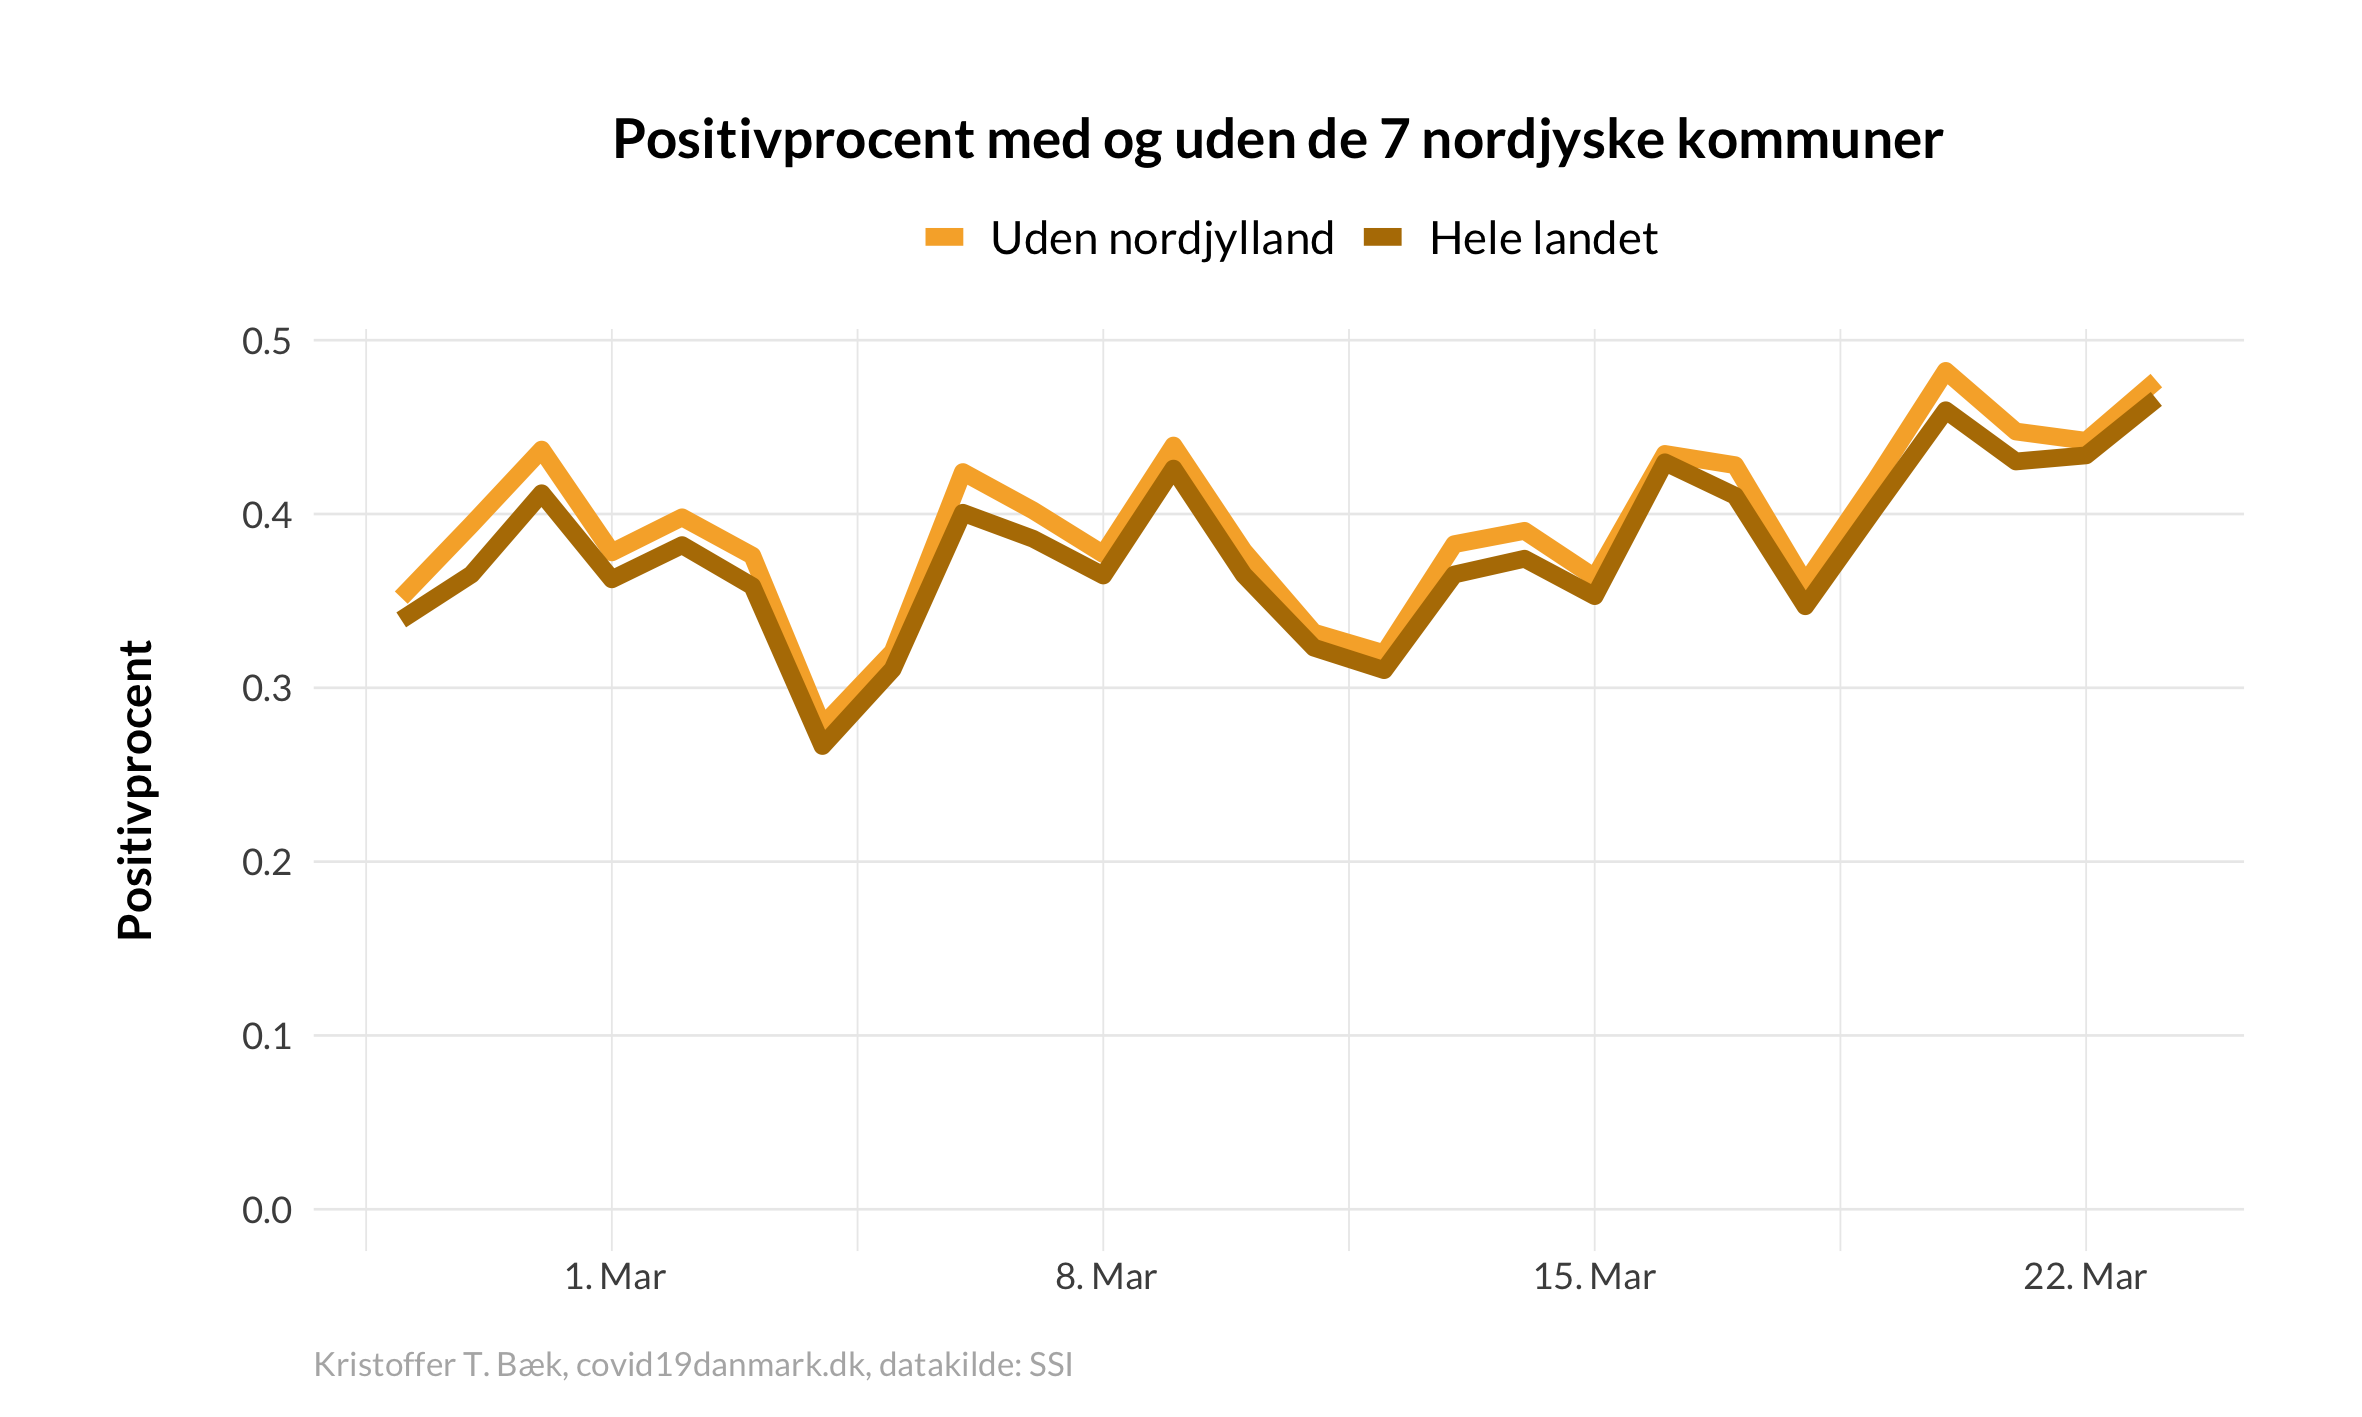 Positivprocent med og uden de 7 nordjyske kommuner
Uden nordjylland Hele landet
Positivprocent
0.5
0.4
0.3
0.2
0.1
0.0
1. Mar 8. Mar 15. Mar 22. Mar
Kristoffer T. Bæk, covid19danmark.dk, datakilde: SSI